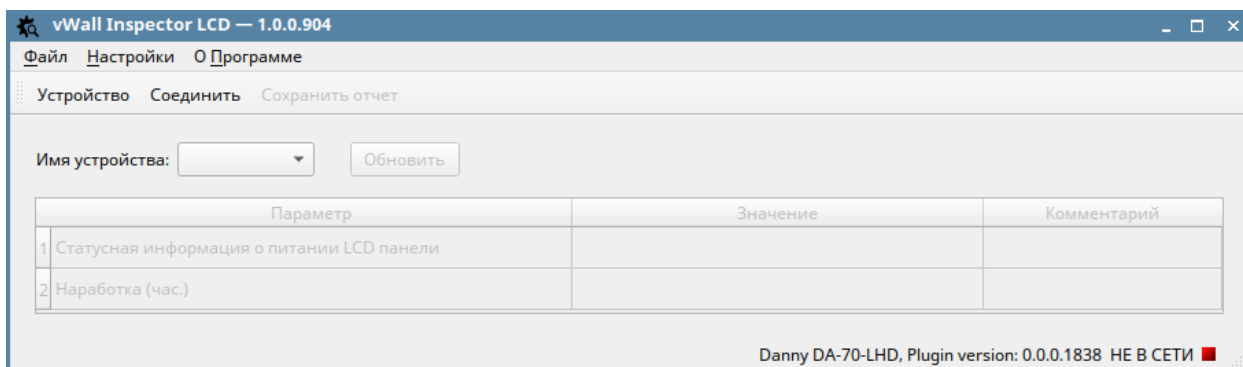 vWall Inspector LCD — 1.0.0.904
Файл Настройки О Программе
Устройство Соединить Сохранить отчет
Имя устройства: Обновить
Параметр Значение Комментарий
1 Статусная информация о питании LCD панели
2 Наработка (час.)
Danny DA-70-LHD, Plugin version: 0.0.0.1838 НЕ В СЕТИ